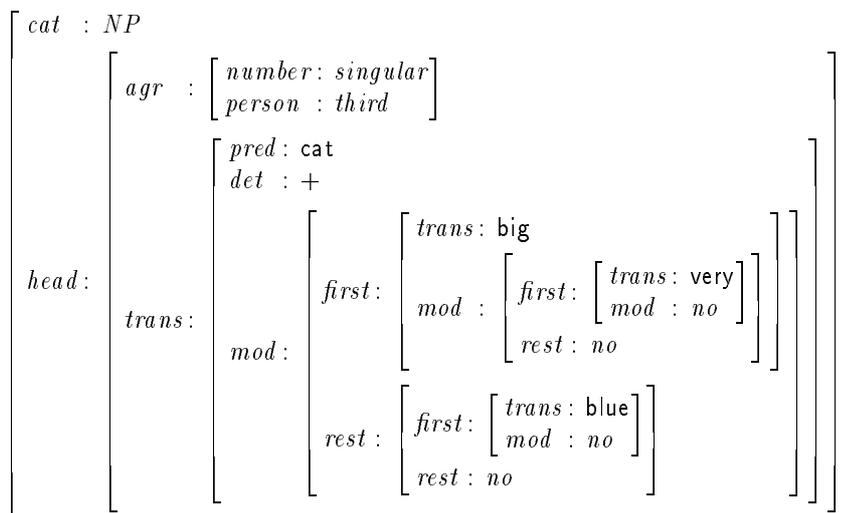 cat : NP
agr : number : singular
person : third
pred : cat
det : +
trans : big
first :
first : trans : very
head :
mod :
mod : no
trans :
rest : no
mod :
first : trans : blue
rest :
mod : no
rest : no